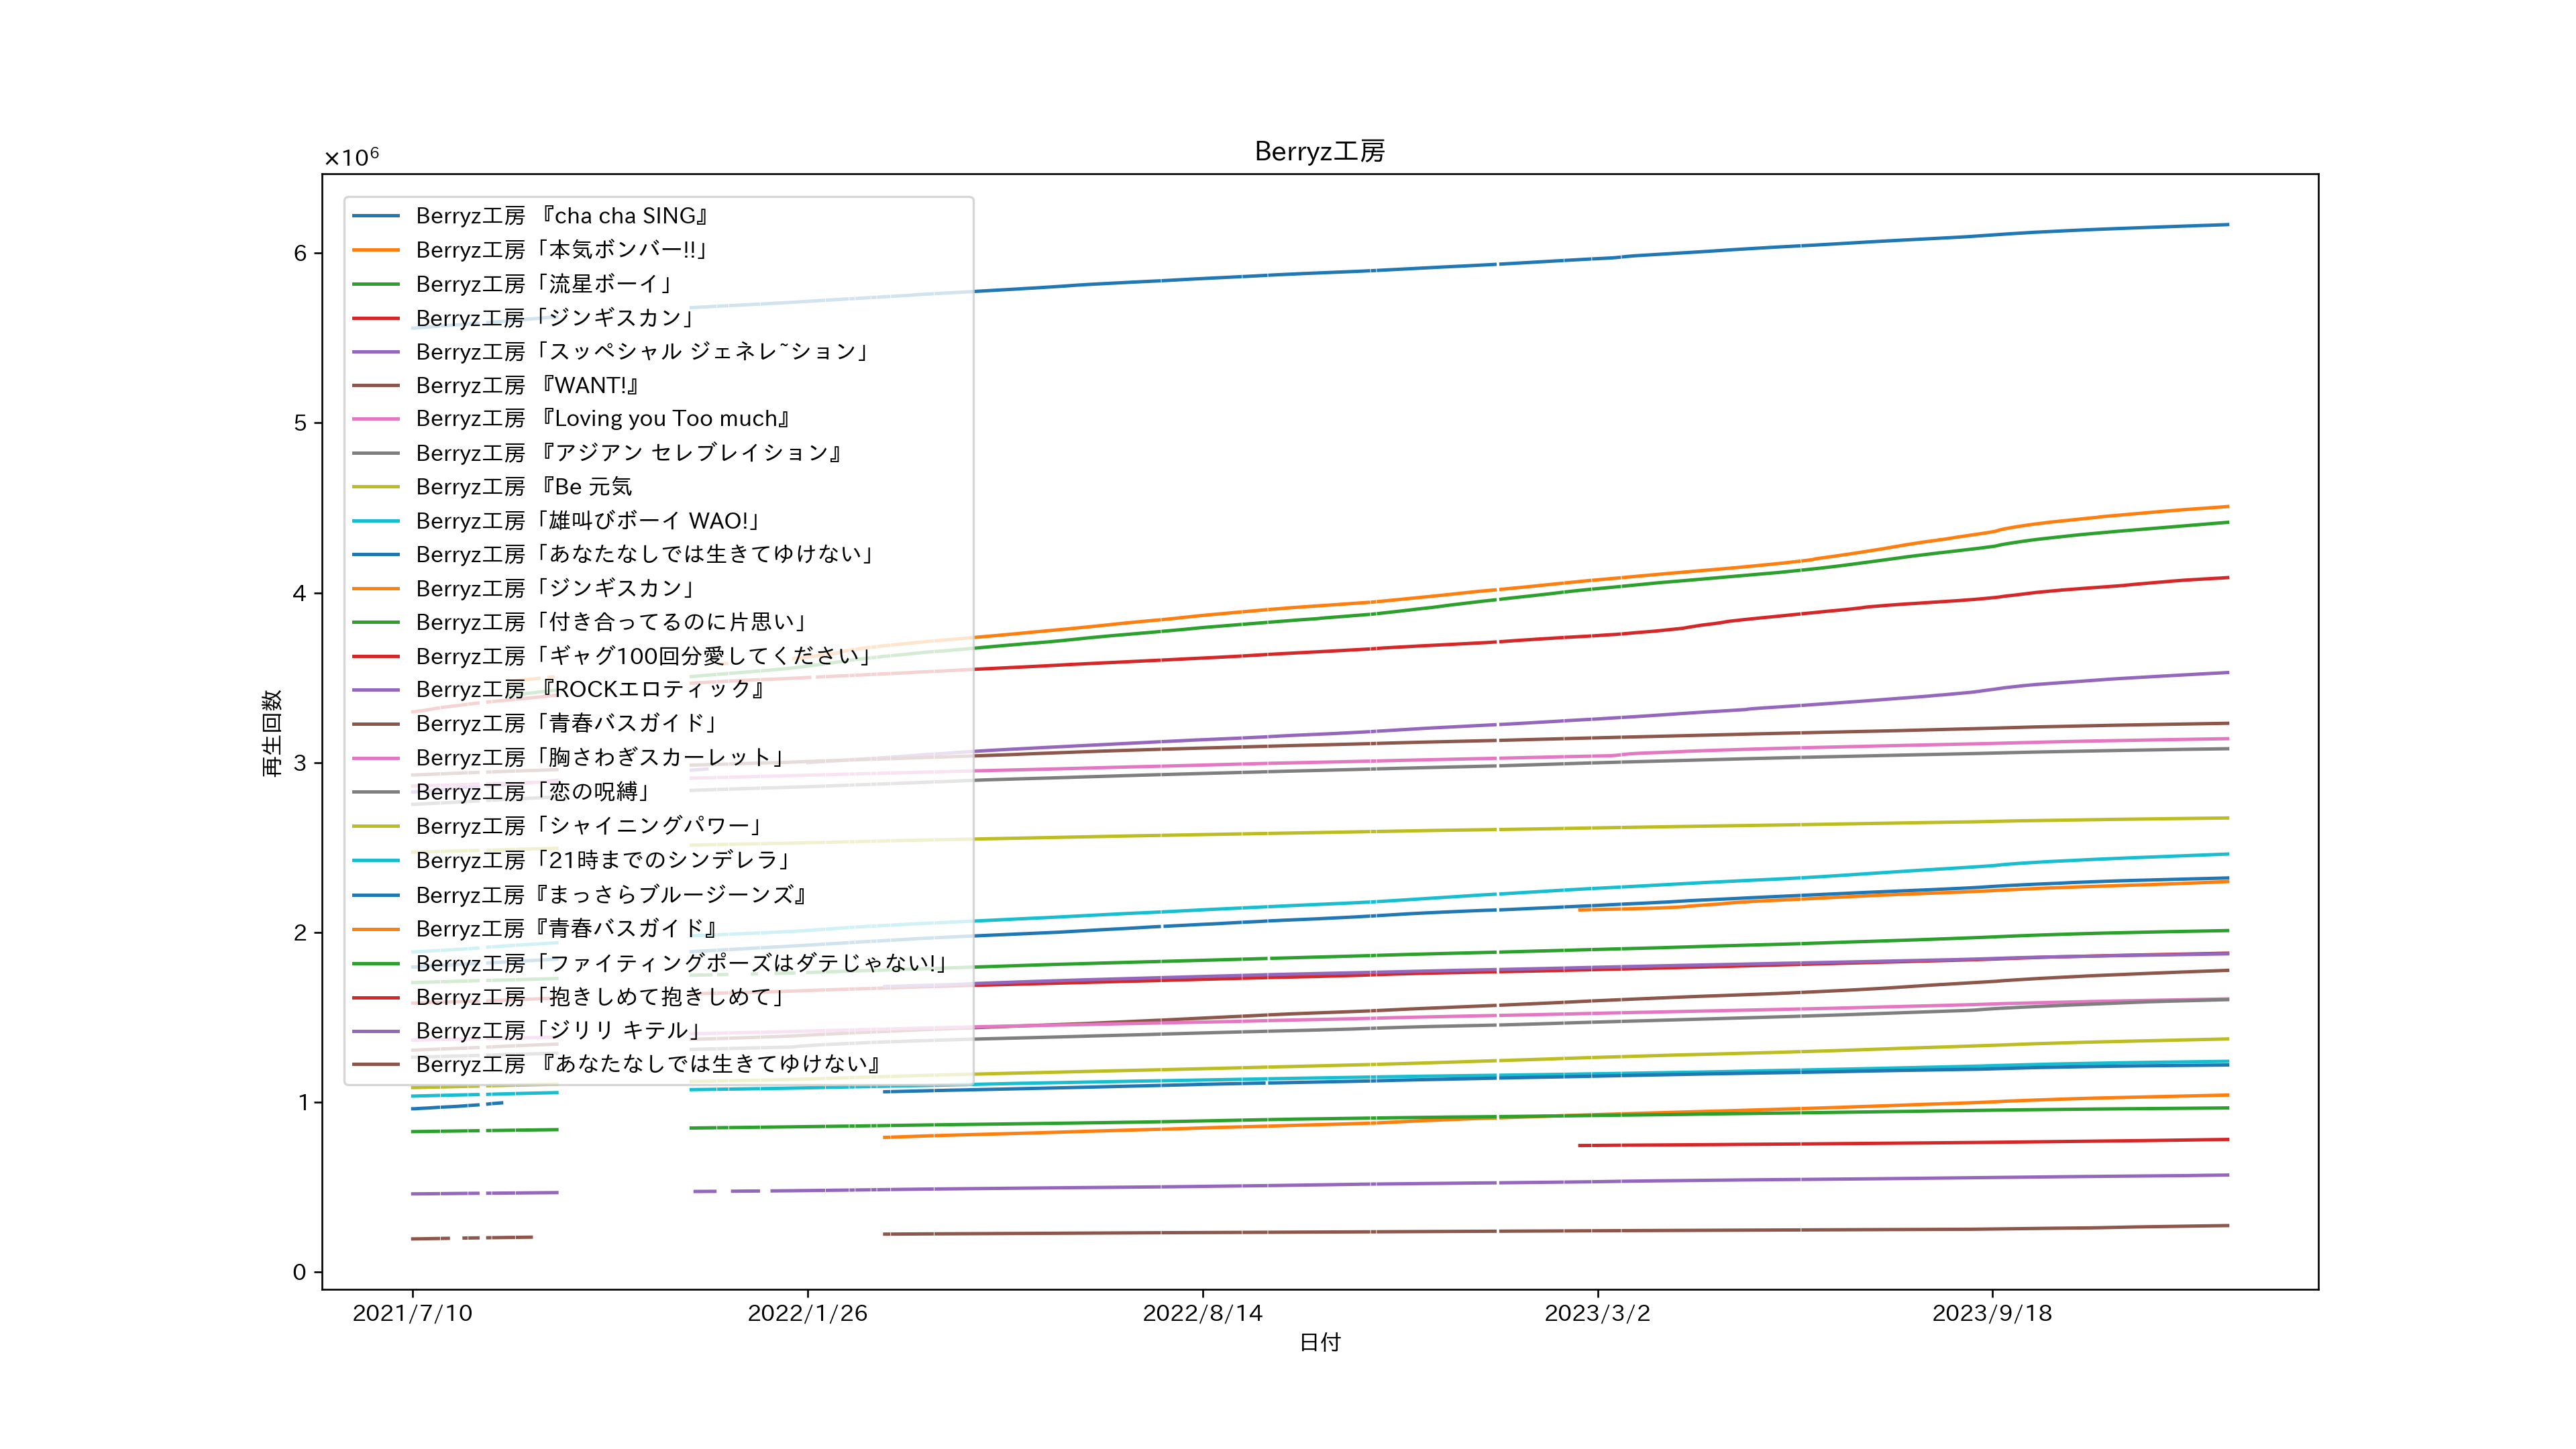 Berryz工房
×10⁶
Berryz工房 『cha cha SING』
Berryz工房「本気ボンバー!!」
Berryz工房「流星ボーイ」
Berryz工房「ジンギスカン」
Berryz工房「スッペシャル ジェネレ~ション」
Berryz工房 『WANT!』
Berryz工房 『Loving you Too much』
Berryz工房 『アジアン セレブレイション』
Berryz工房 『Be 元気
Berryz工房「雄叫びボーイ WAO!」
Berryz工房「あなたなしでは生きてゆけない」
Berryz工房「ジンギスカン」
Berryz工房「付き合ってるのに片思い」
Berryz工房「ギャグ100回分愛してください」
Berryz工房 『ROCKエロティック』
Berryz工房「青春バスガイド」
Berryz工房「胸さわぎスカーレット」
Berryz工房「恋の呪縛」
Berryz工房「シャイニングパワー」
Berryz工房「21時までのシンデレラ」
Berryz工房『まっさらブルージーンズ』
Berryz工房『青春バスガイド』
Berryz工房「ファイティングポーズはダテじゃない!」
Berryz工房「抱きしめて抱きしめて」
Berryz工房「ジリリ キテル」
Berryz工房 『あなたなしでは生きてゆけない』
6
5
4
3
2
1
0
再生回数
2021/7/10
2022/1/26
2022/8/14
2023/3/2
2023/9/18
日付